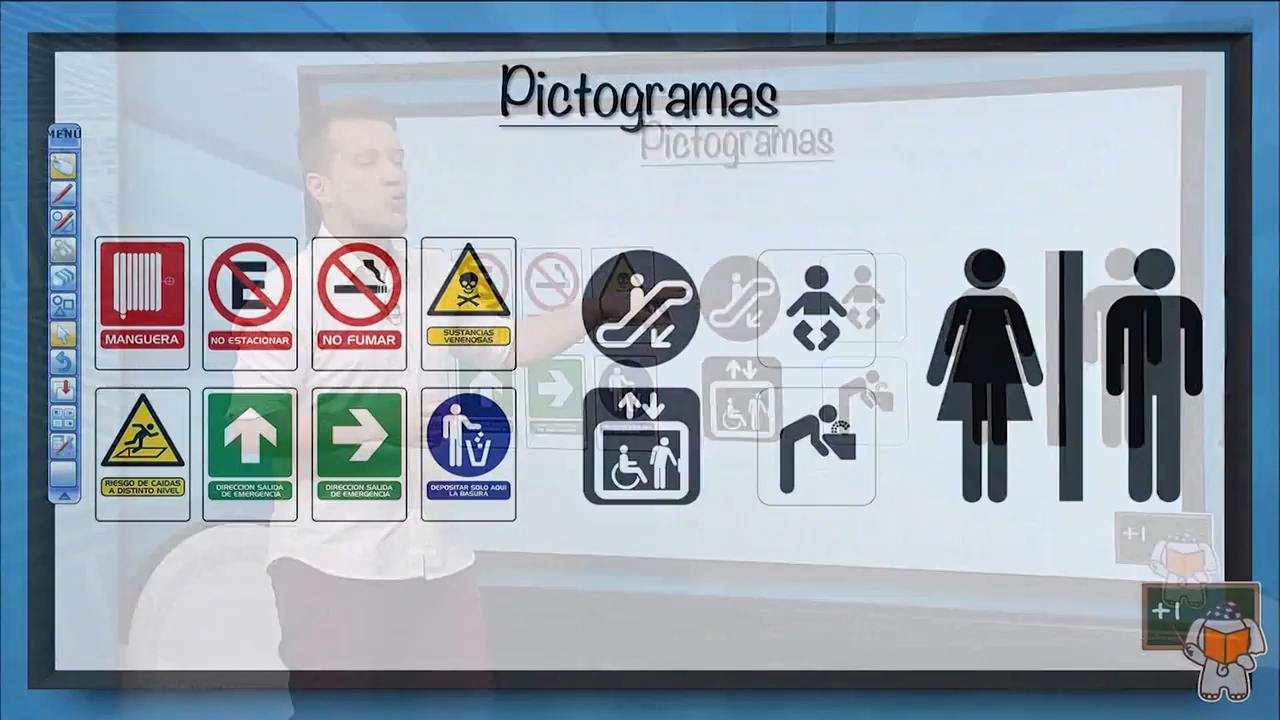 Pictogramas
Pictogramas
MENÚ
MANGUERA
NO ESTACIONAR
NO FUMAR
SUSTANCIAS
VENENOSAS
RIESGO DE CAIDAS
A DISTINTO NIVEL
DIRECCION SALIDA
DE EMERGENCIA
DIRECCION SALIDA
DE EMERGENCIA
DEPOSITAR SOLO AQUI
LA BASURA
E
+1
+1